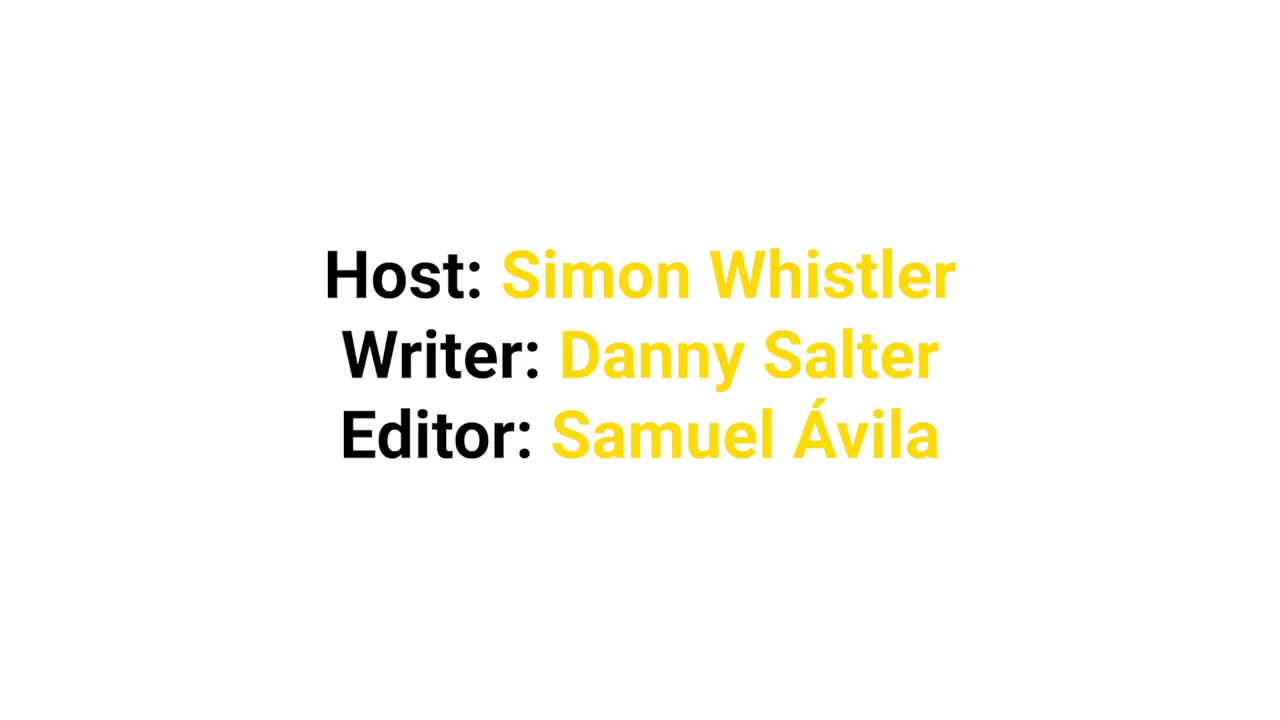 Host: Simon Whistler
Writer: Danny Salter
Editor: Samuel Ávila